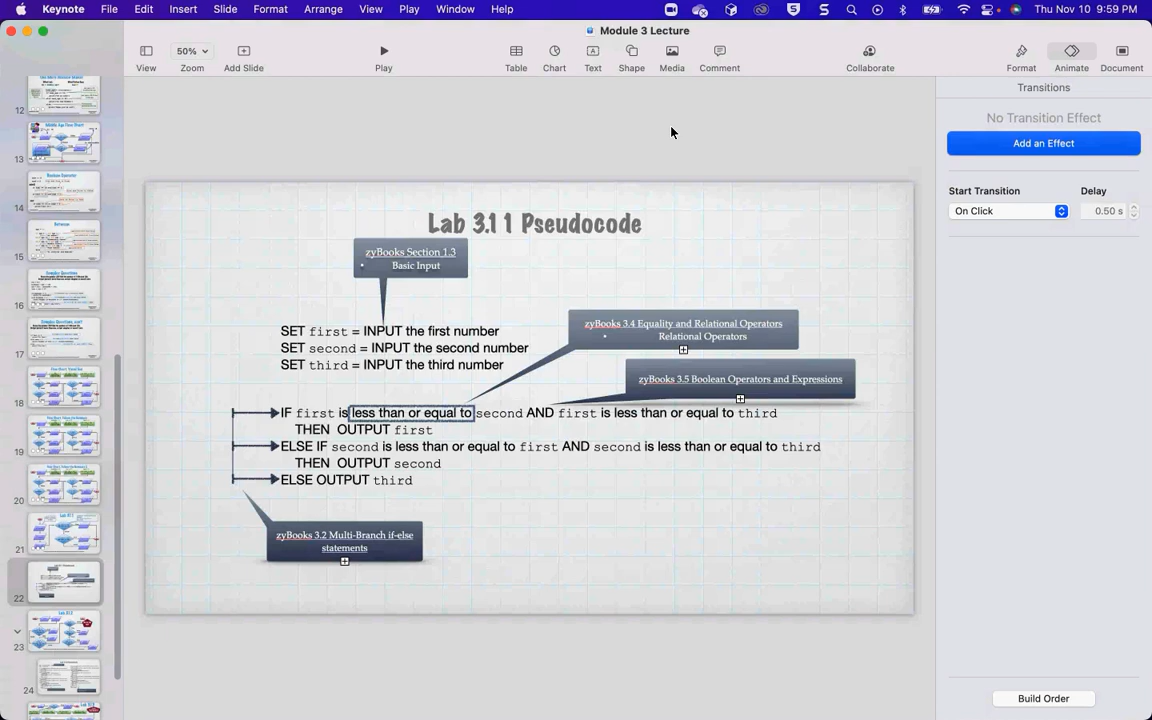 Keynote File Edit Insert Slide Format Arrange View Play Window Help Thu Nov 10 9:59 PM
Module 3 Lecture
50%
View Zoom Add Slide Play Table Chart Text Shape Media Comment Collaborate Format Animate Document
Transitions
No Transition Effect
Add an Effect
Start Transition Delay
On Click 0.50 s
Build Order
12
13
14
15
16
17
18
19
20
21
22
23
24
Lab 3.1 1 Pseudocode
zyBooks Section 1.3
• Basic Input
zyBooks 3.4 Equality and Relational Operators
• Relational Operators
zyBooks 3.5 Boolean Operators and Expressions
SET first = INPUT the first number
SET second = INPUT the second number
SET third = INPUT the third number
IF first is less than or equal to second AND first is less than or equal to third
THEN OUTPUT first
ELSE IF second is less than or equal to first AND second is less than or equal to third
THEN OUTPUT second
ELSE OUTPUT third
zyBooks 3.2 Multi-Branch if-else
statements